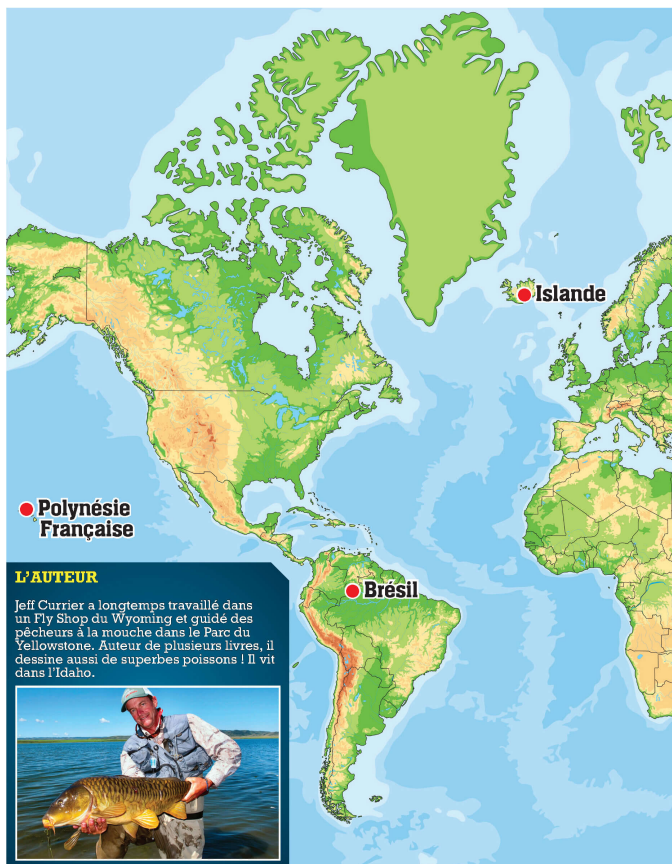 Islande
Polynésie
Française
Brésil
L'AUTEUR
Jeff Currier a longtemps travaillé dans
un Fly Shop du Wyoming et guidé des
pêcheurs à la mouche dans le Parc du
Yellowstone. Auteur de plusieurs livres, il
dessine aussi de superbes poissons ! Il vit
dans l'Idaho.